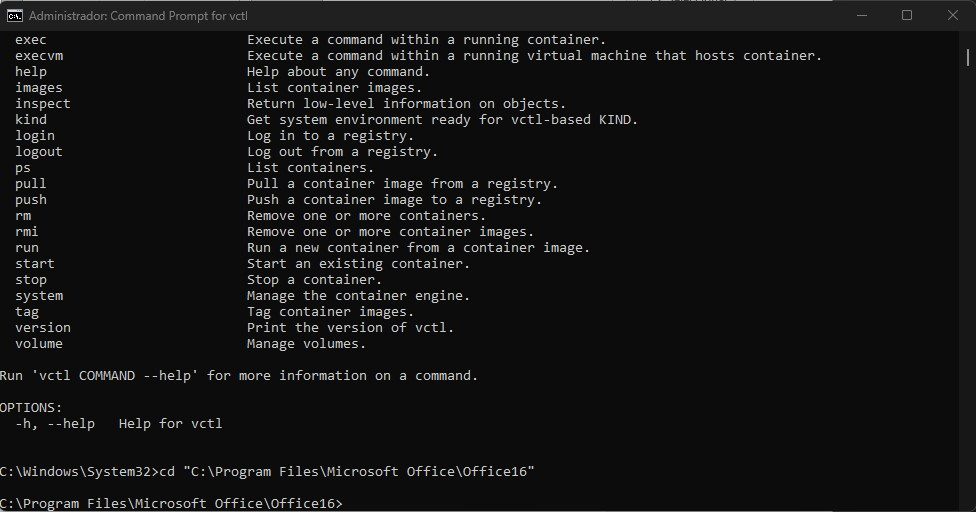 Administrador: Command Prompt for vctl
exec Execute a command within a running container.
execvm Execute a command within a running virtual machine that hosts container.
help Help about any command.
images List container images.
inspect Return low-level information on objects.
kind Get system environment ready for vctl-based KIND.
login Log in to a registry.
logout Log out from a registry.
ps List containers.
pull Pull a container image from a registry.
push Push a container image to a registry.
rm Remove one or more containers.
rmi Remove one or more container images.
run Run a new container from a container image.
start Start an existing container.
stop Stop a container.
system Manage the container engine.
tag Tag container images.
version Print the version of vctl.
volume Manage volumes.
Run 'vctl COMMAND --help' for more information on a command.
OPTIONS:
-h, --help Help for vctl
C:\Windows\System32>cd "C:\Program Files\Microsoft Office\Office16"
C:\Program Files\Microsoft Office\Office16>